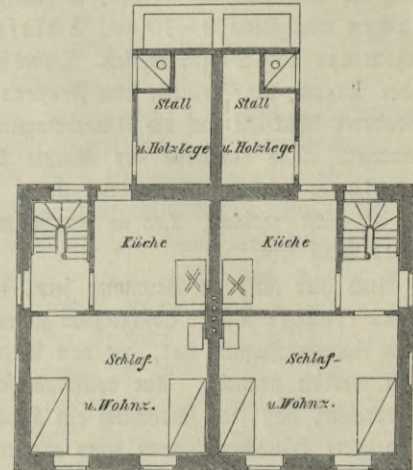 Stall
u. Holzlege
Stall
u. Holzlege
Küche
Küche
Schlaf-
u. Wohnz.
Schlaf-
u. Wohnz.